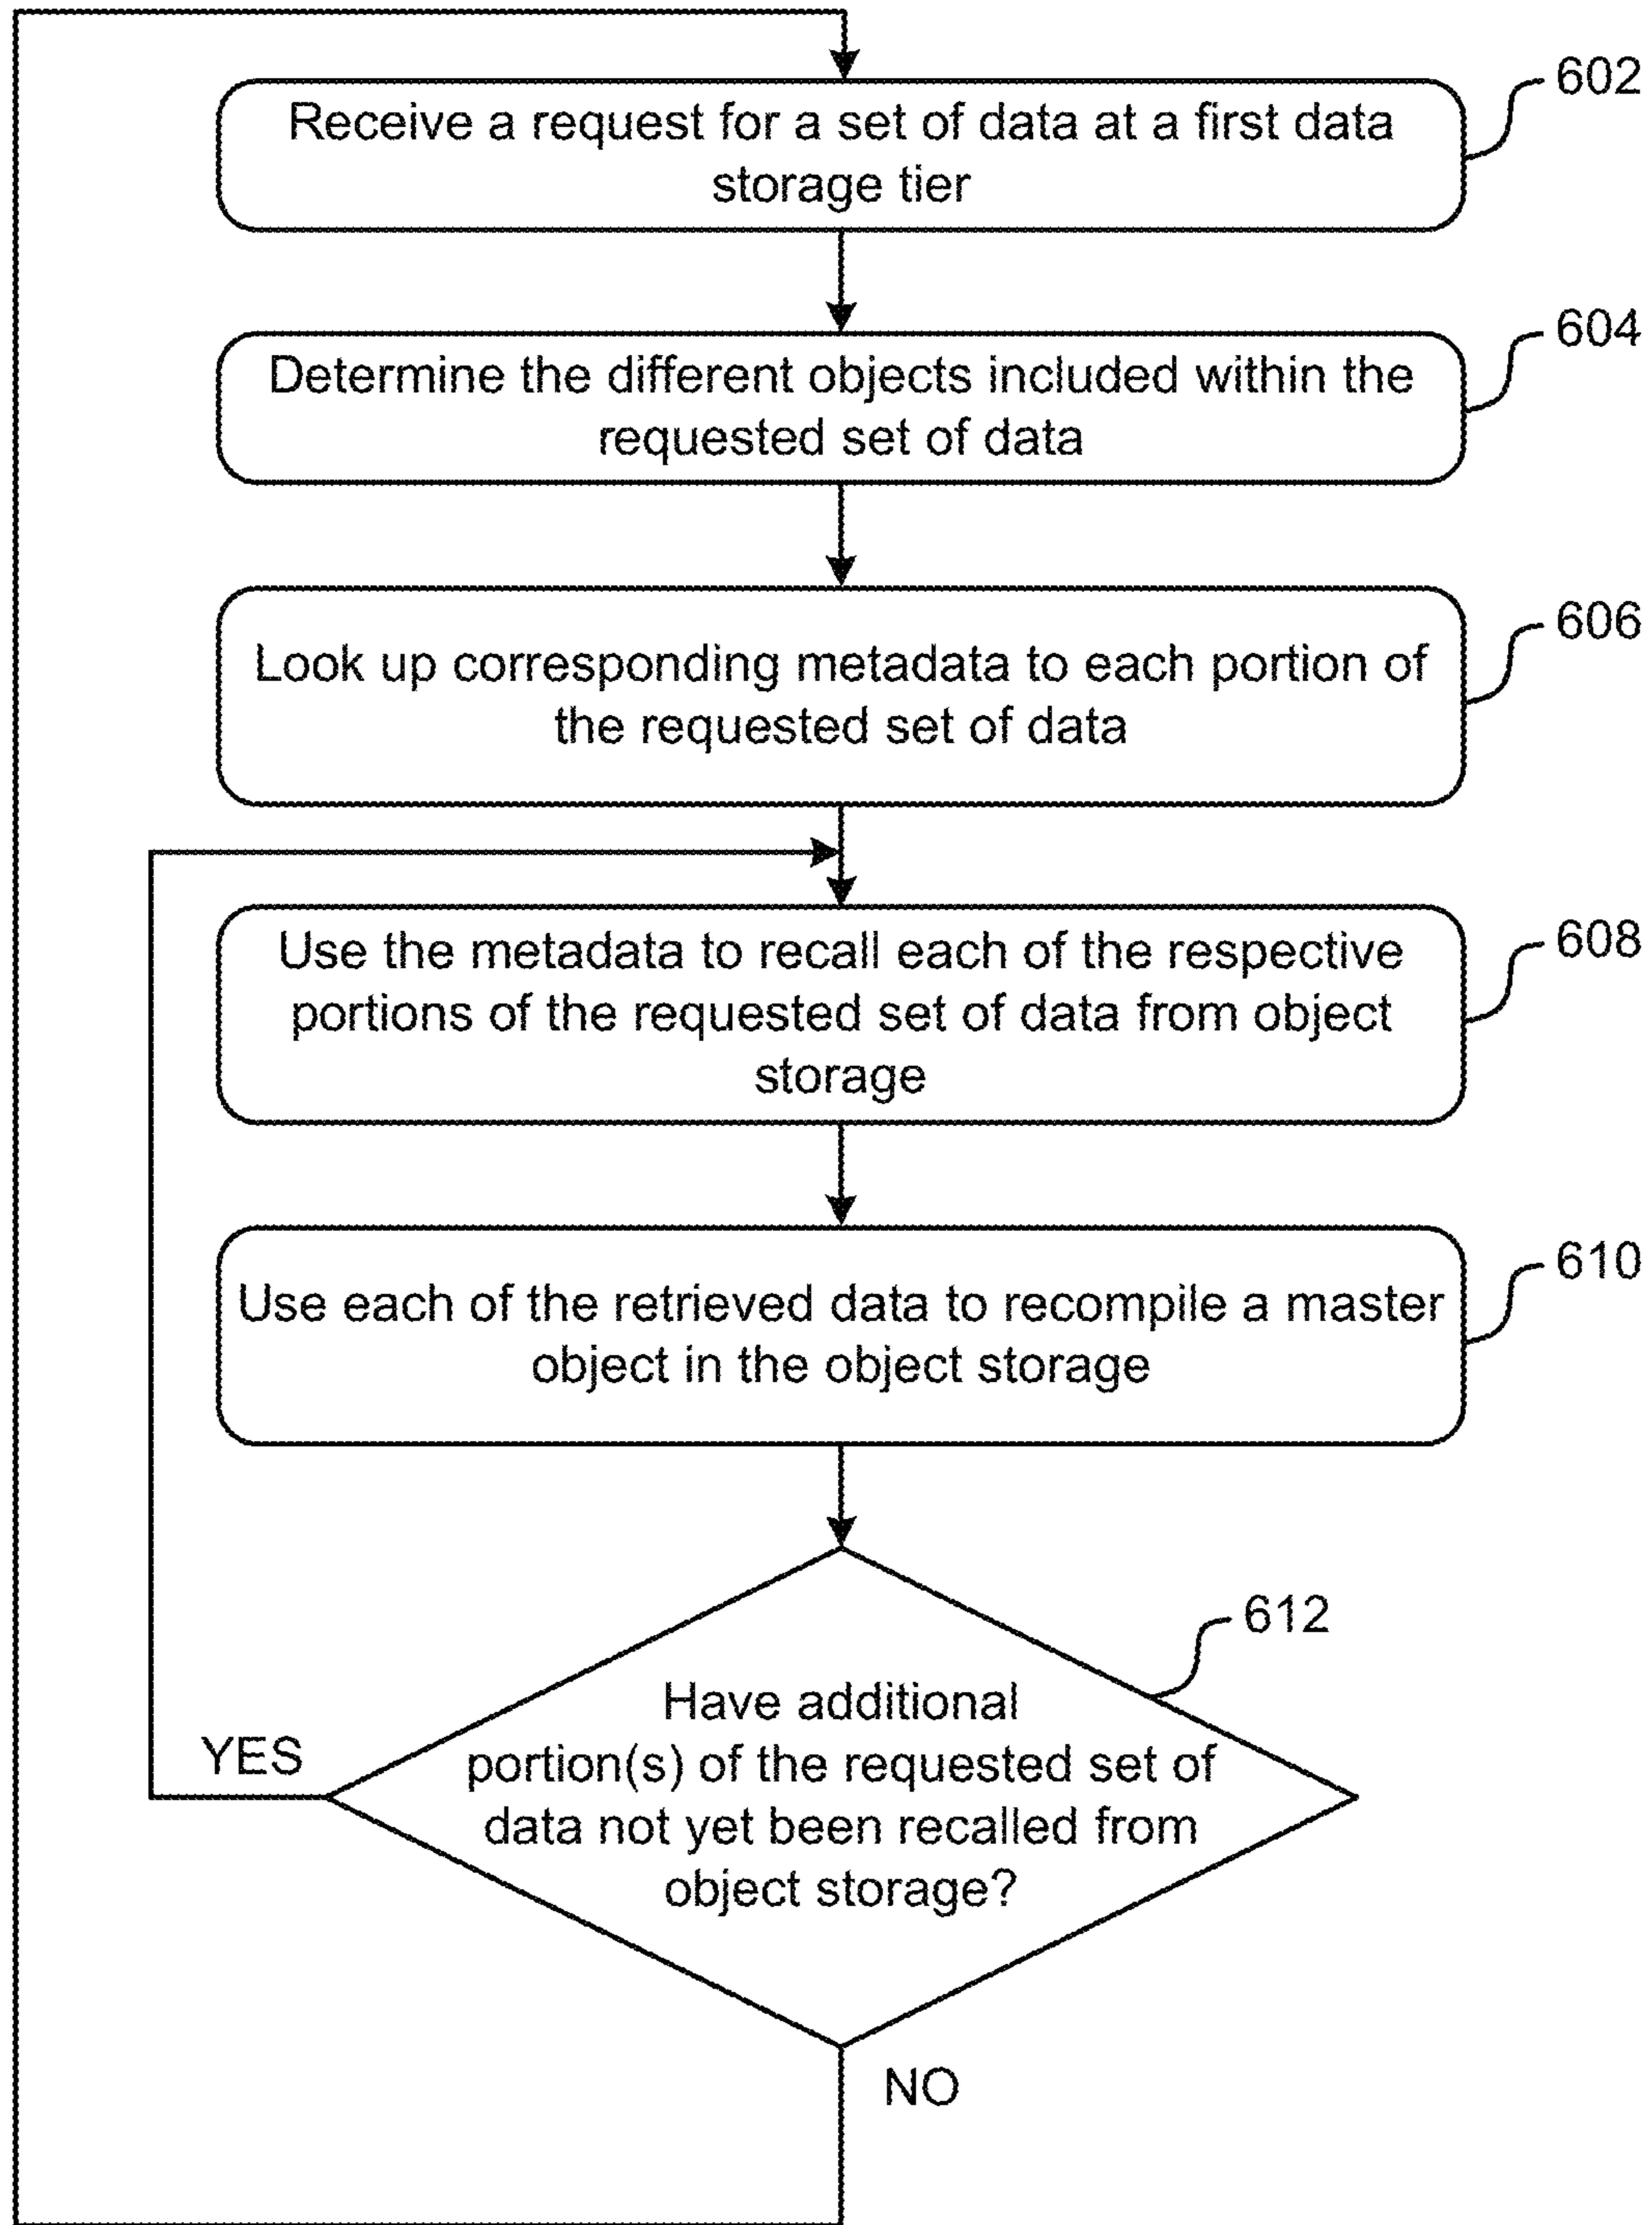 Receive a request for a set of data at a first data
storage tier
602
Determine the different objects included within the
requested set of data
604
Look up corresponding metadata to each portion of
the requested set of data
606
Use the metadata to recall each of the respective
portions of the requested set of data from object
storage
608
Use each of the retrieved data to recompile a master
object in the object storage
610
612
Have additional
portion(s) of the requested set of
data not yet been recalled from
object storage?
YES
NO